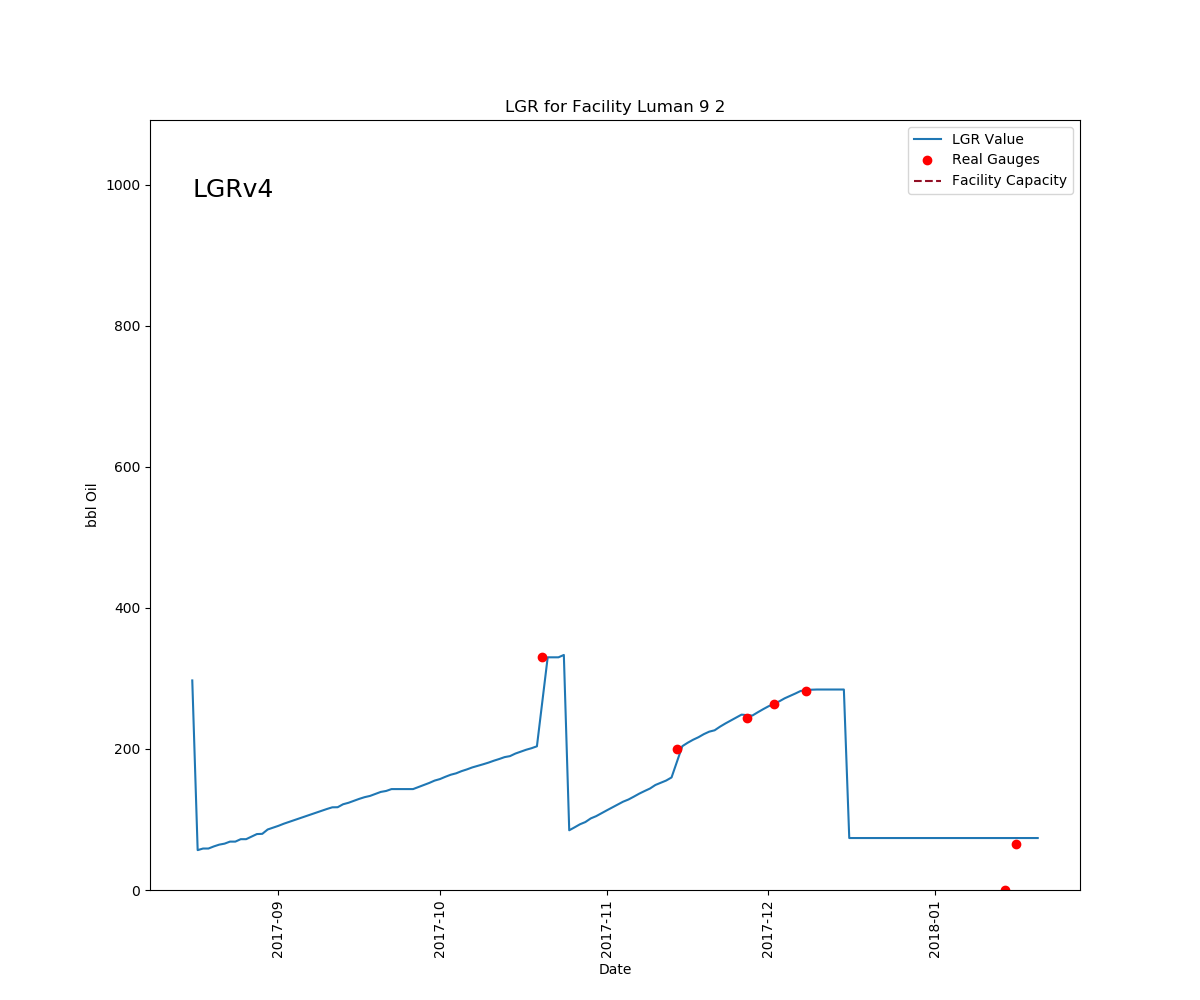 LGR for Facility Luman 9 2
LGR Value
Real Gauges
Facility Capacity
LGRv4
1000
800
600
400
200
0
bbl Oil
2017-09
2017-10
2017-11
2017-12
2018-01
Date